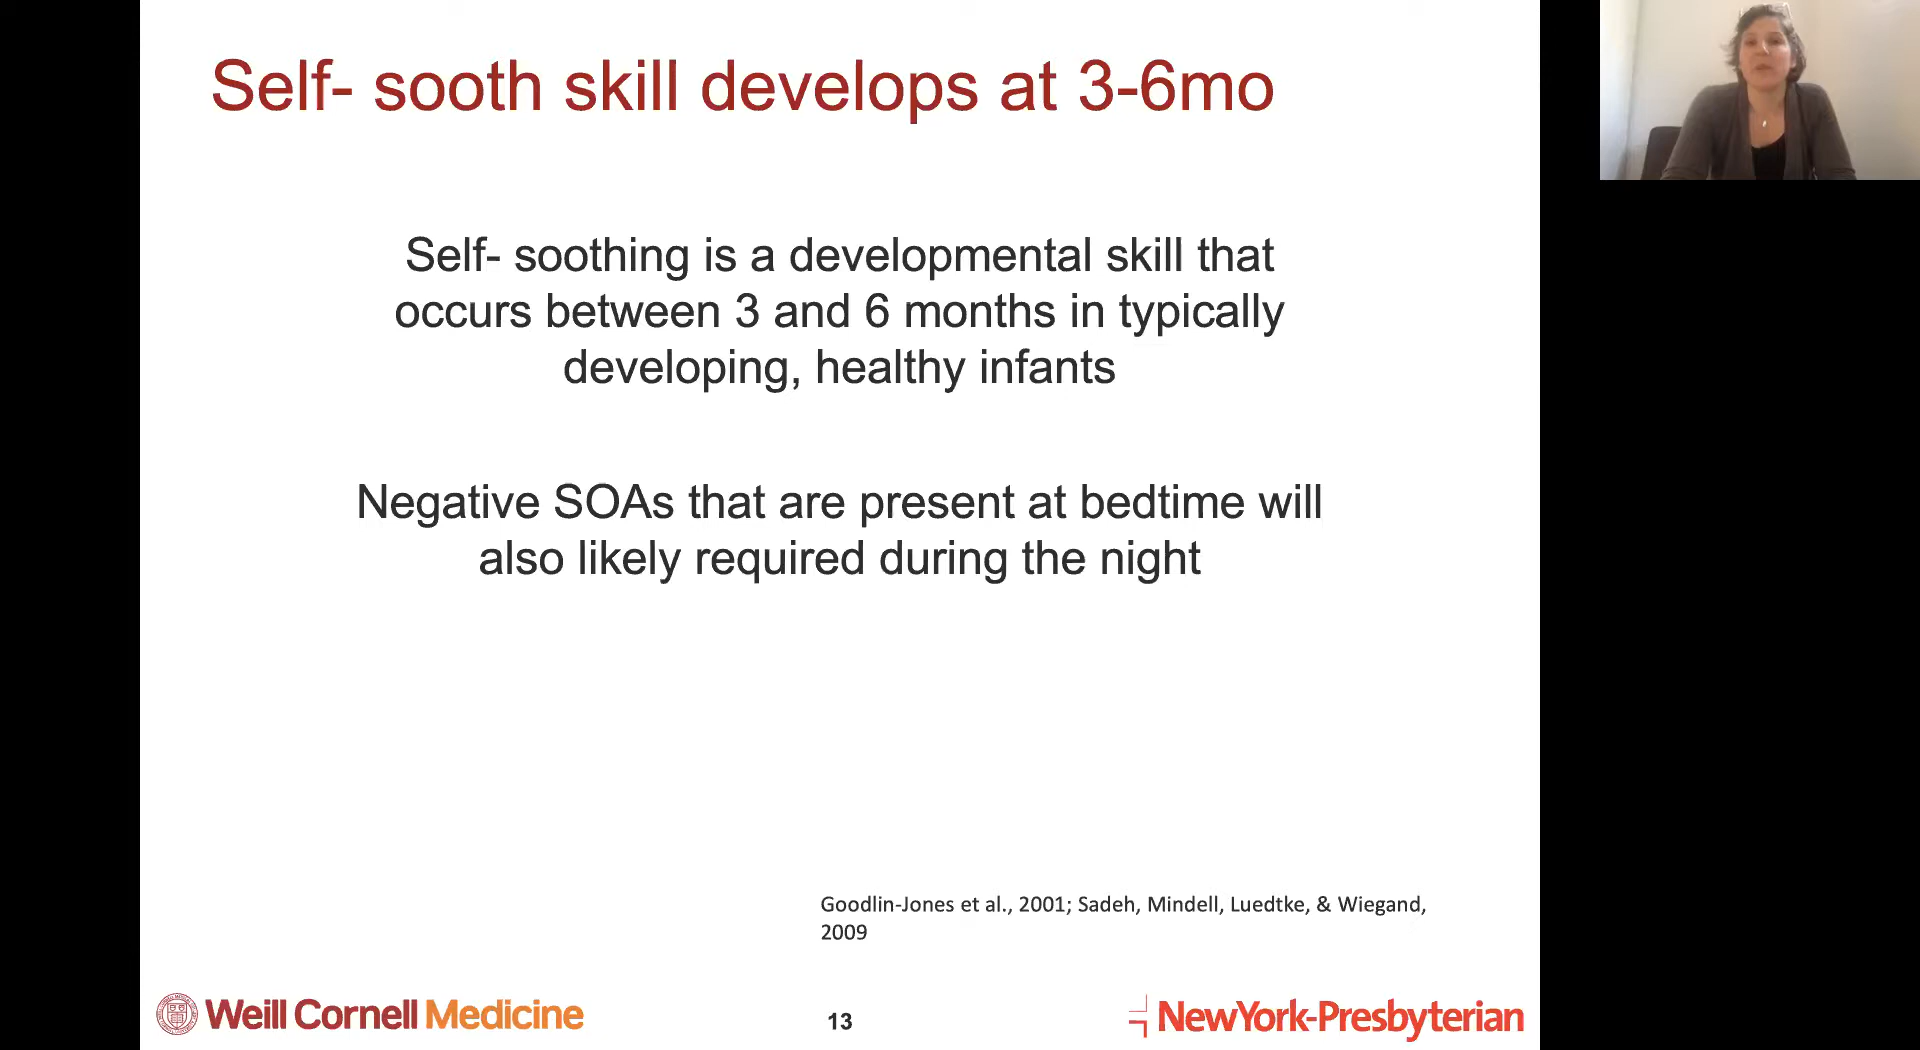 Self- sooth skill develops at 3-6mo
Self- soothing is a developmental skill that
occurs between 3 and 6 months in typically
developing, healthy infants
Negative SOAs that are present at bedtime will
also likely required during the night
Goodlin-Jones et al., 2001; Sadeh, Mindell, Luedtke, & Wiegand,
2009
Weill Cornell Medicine
13
NewYork-Presbyterian